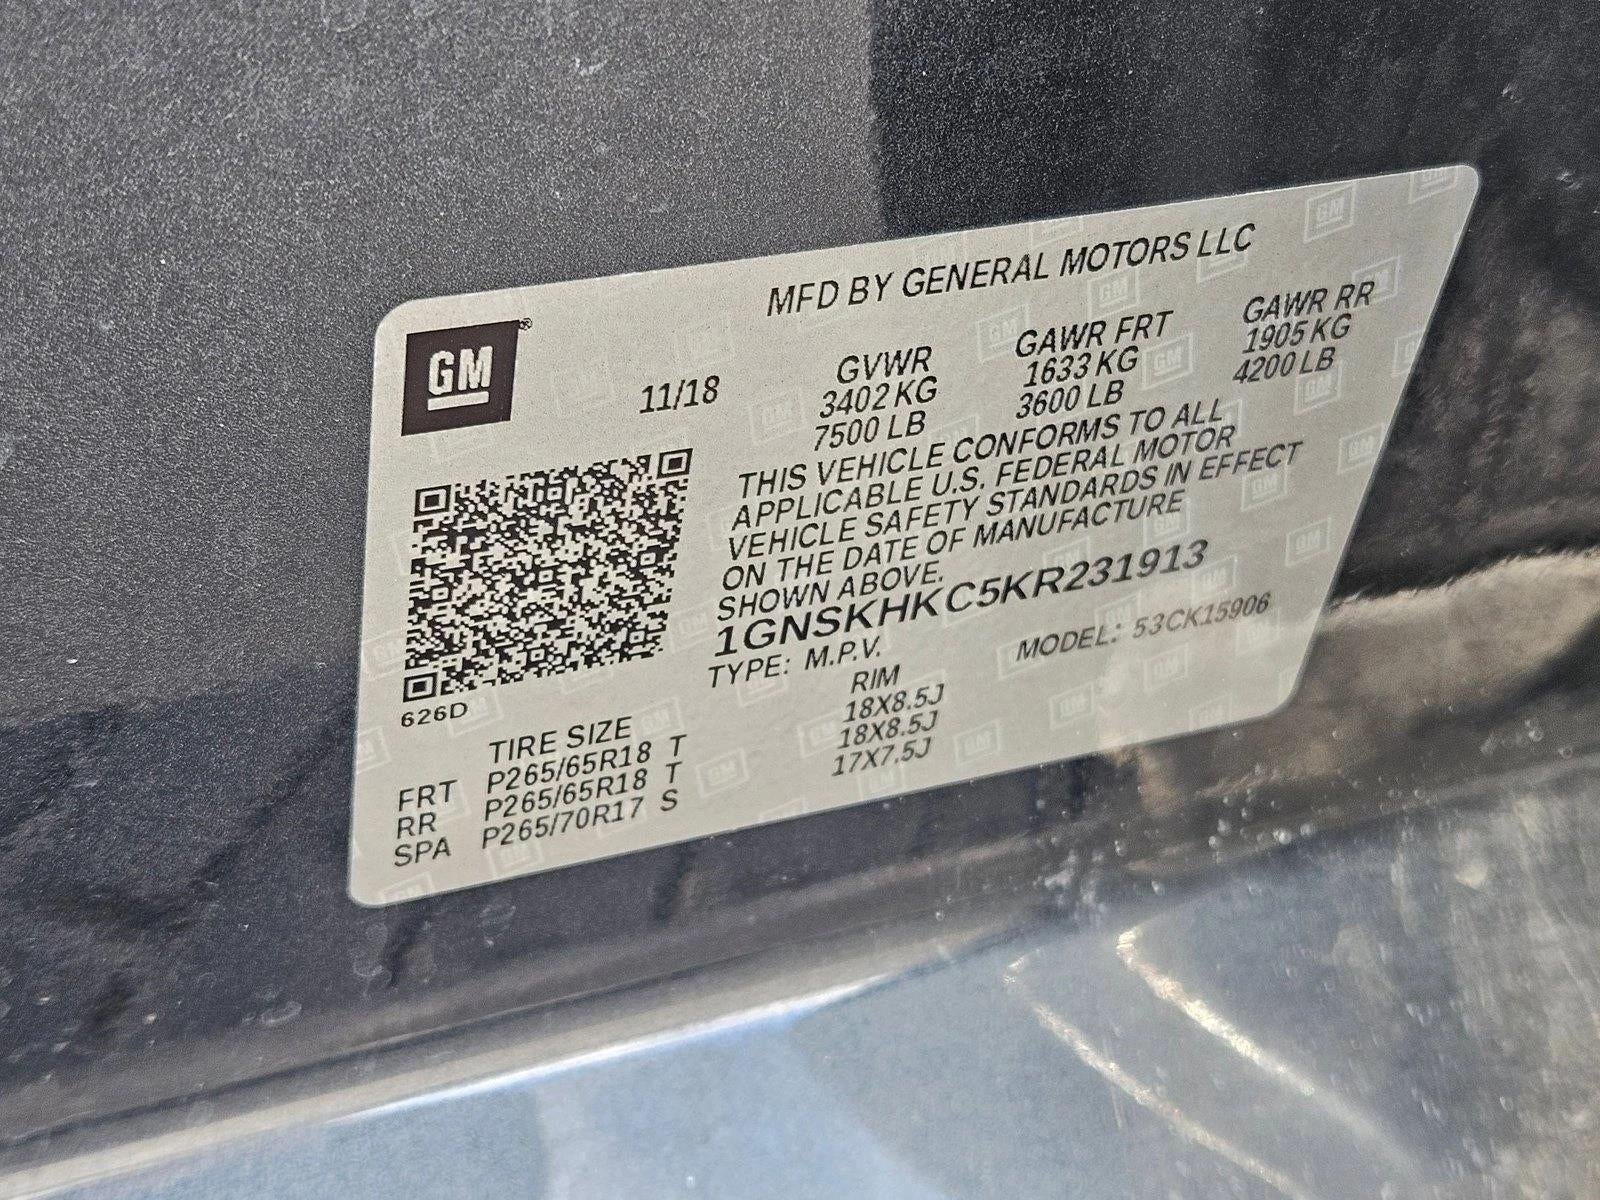 MFD BY GENERAL MOTORS LLC
GM®
11/18
GVWR
3402 KG
7500 LB
GAWR FRT
1633 KG
3600 LB
GAWR RR
1905 KG
4200 LB
THIS VEHICLE CONFORMS TO ALL
APPLICABLE U.S. FEDERAL MOTOR
VEHICLE SAFETY STANDARDS IN EFFECT
ON THE DATE OF MANUFACTURE
SHOWN ABOVE.
1GNSKHKC5KR231913
TYPE: M.P.V. MODEL: 53CK15906
626D
TIRE SIZE RIM
FRT P265/65R18 T 18X8.5J
RR P265/65R18 T 18X8.5J
SPA P265/70R17 S 17X7.5J